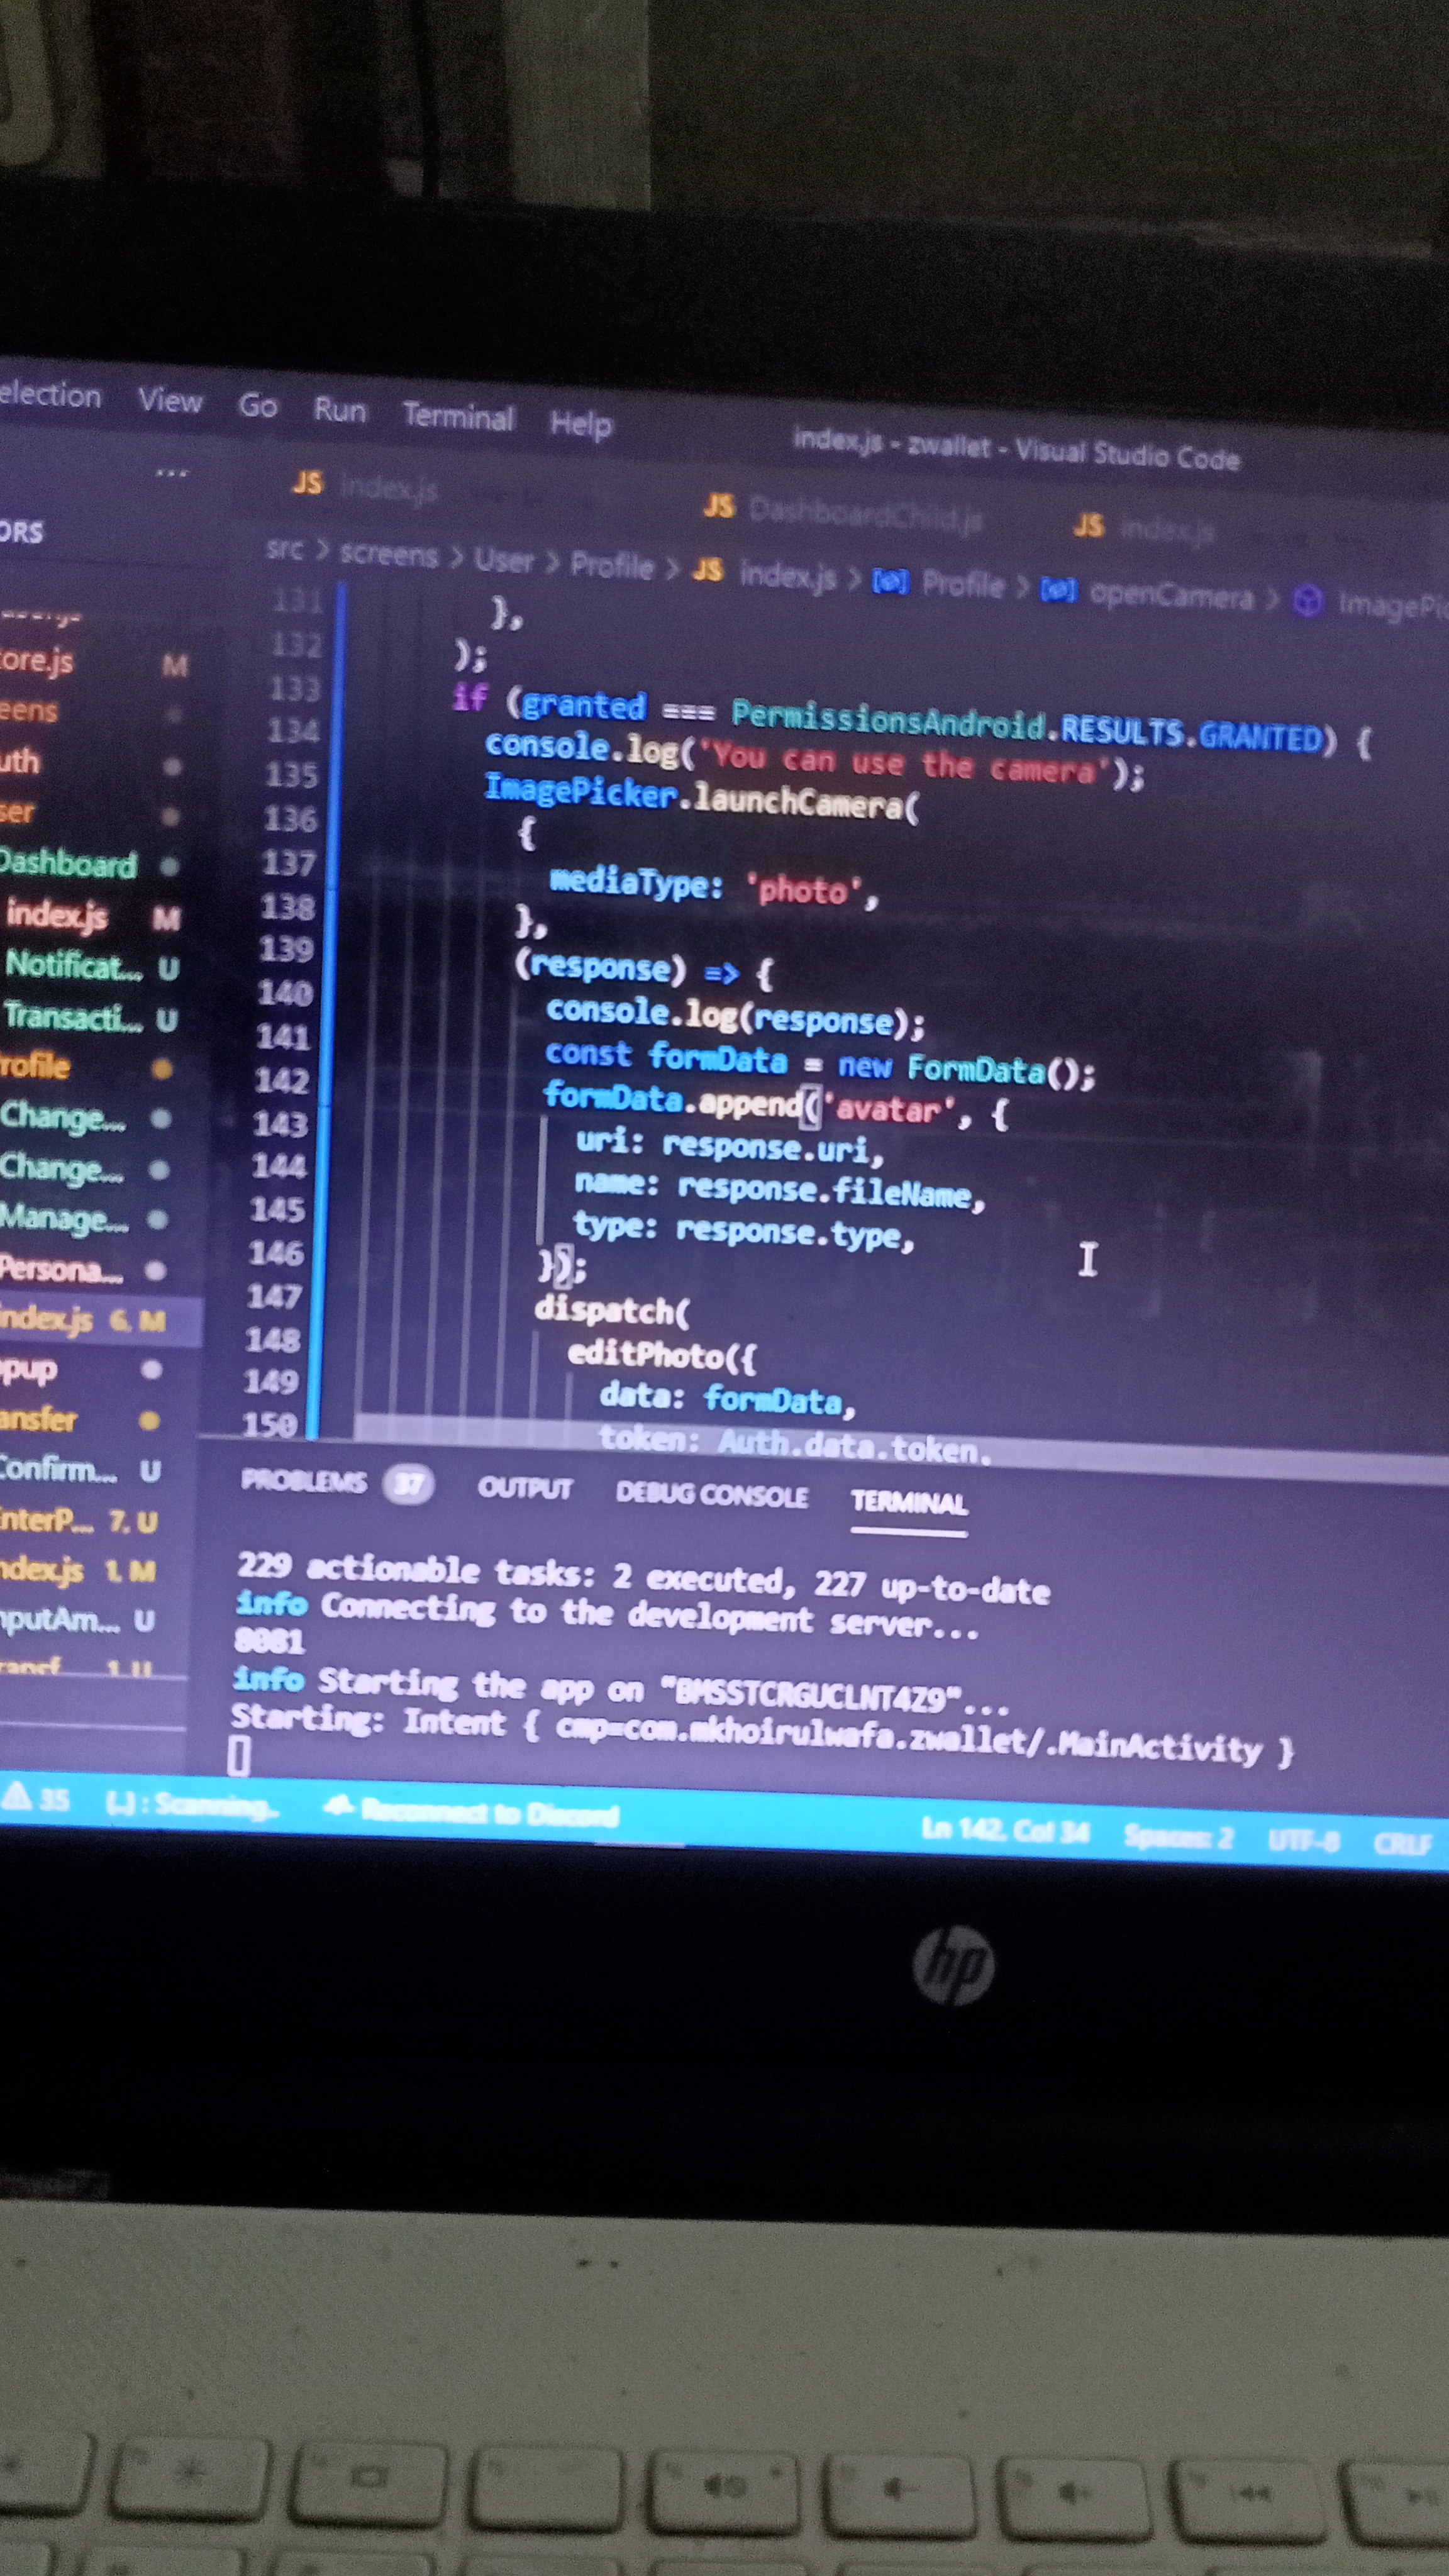 election View Go Run Terminal Help index.js - zwallet - Visual Studio Code
...
JS index.js JS DashboardChild.js JS index.js
ORS
src > screens > User > Profile > JS index.js > Profile > openCamera > ImagePi
131 },
132 );
133 if (granted === PermissionsAndroid.RESULTS.GRANTED) {
134 console.log('You can use the camera');
135 ImagePicker.launchCamera(
136 {
137 mediaType: 'photo',
138 },
139 (response) => {
140 console.log(response);
141 const formData = new FormData();
142 formData.append('avatar', {
143 uri: response.uri,
144 name: response.fileName,
145 type: response.type,
146 });
147 dispatch(
148 editPhoto({
149 data: formData,
150 token: Auth.data.token,
ore.js M
eens
uth
ser
Dashboard
index.js M
Notificat... U
Transacti... U
rofile
Change...
Change...
Manage...
Persona...
index.js 6, M
pup
ansfer
Confirm... U
nterP... 7, U
ndex.js 1, M
nputAm... U
PROBLEMS 37 OUTPUT DEBUG CONSOLE TERMINAL
229 actionable tasks: 2 executed, 227 up-to-date
info Connecting to the development server...
8081
info Starting the app on "BMSSTCRGUCLNT4Z9"...
Starting: Intent { cmp=com.mkhoirulwafa.zwallet/.MainActivity }
35 {..} : Scanning.. Reconnect to Discord Ln 142, Col 34 Spaces: 2 UTF-8 CRLF
hp